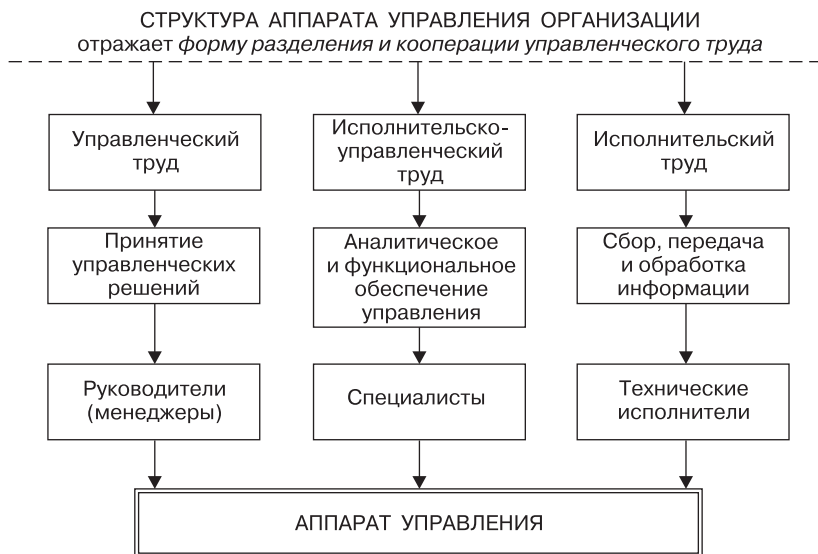 СТРУКТУРА АППАРАТА УПРАВЛЕНИЯ ОРГАНИЗАЦИИ
отражает форму разделения и кооперации управленческого труда
Управленческий
труд
Исполнительско-
управленческий
труд
Исполнительский
труд
Принятие
управленческих
решений
Аналитическое
и функциональное
обеспечение
управления
Сбор, передача
и обработка
информации
Руководители
(менеджеры)
Специалисты
Технические
исполнители
АППАРАТ УПРАВЛЕНИЯ